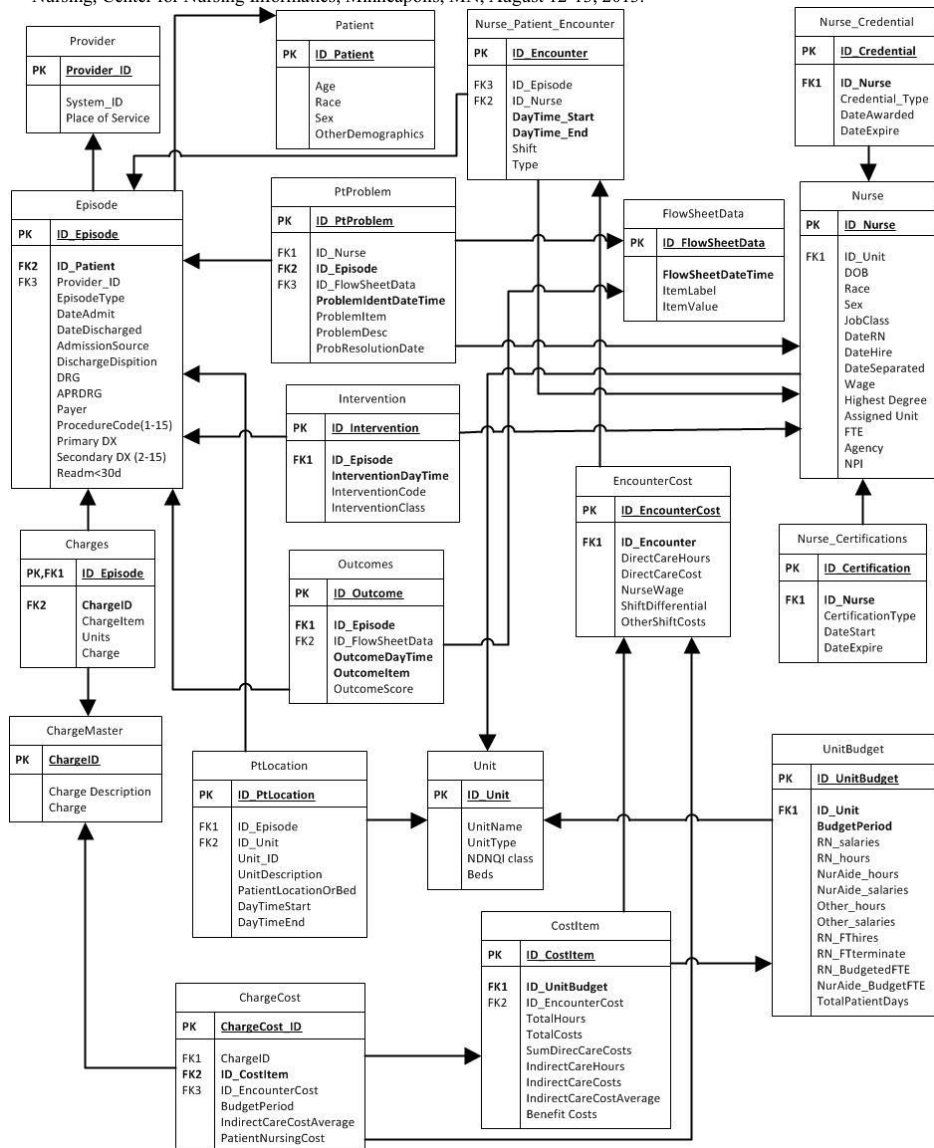 Nursing, Center for Nursing Informatics, Minneapolis, MN, August 12-13, 2013.
Provider
PK Provider_ID
System_ID
Place of Service
Patient
PK ID_Patient
Age
Race
Sex
OtherDemographics
Nurse_Patient_Encounter
PK ID_Encounter
FK3 ID_Episode
FK2 ID_Nurse
DayTime_Start
DayTime_End
Shift
Type
Nurse_Credential
PK ID_Credential
FK1 ID_Nurse
Credential_Type
DateAwarded
DateExpire
Episode
PK ID_Episode
FK2 ID_Patient
FK3 Provider_ID
EpisodeType
DateAdmit
DateDischarged
AdmissionSource
DischargeDispition
DRG
APRDRG
Payer
ProcedureCode(1-15)
Primary DX
Secondary DX (2-15)
Readm<30d
PtProblem
PK ID_PtProblem
FK1 ID_Nurse
FK2 ID_Episode
FK3 ID_FlowSheetData
ProblemIdentDateTime
ProblemItem
ProblemDesc
ProbResolutionDate
FlowSheetData
PK ID_FlowSheetData
FlowSheetDateTime
ItemLabel
ItemValue
Nurse
PK ID_Nurse
FK1 ID_Unit
DOB
Race
Sex
JobClass
DateRN
DateHire
DateSeparated
Wage
Highest Degree
Assigned Unit
FTE
Agency
NPI
Intervention
PK ID_Intervention
FK1 ID_Episode
InterventionDayTime
InterventionCode
InterventionClass
EncounterCost
PK ID_EncounterCost
FK1 ID_Encounter
DirectCareHours
DirectCareCost
NurseWage
ShiftDifferential
OtherShiftCosts
Nurse_Certifications
PK ID_Certification
FK1 ID_Nurse
CertificationType
DateStart
DateExpire
Charges
PK,FK1 ID_Episode
FK2 ChargeID
ChargeItem
Units
Charge
Outcomes
PK ID_Outcome
FK1 ID_Episode
FK2 ID_FlowSheetData
OutcomeDayTime
OutcomeItem
OutcomeScore
ChargeMaster
PK ChargeID
Charge Description
Charge
PtLocation
PK ID_PtLocation
FK1 ID_Episode
FK2 ID_Unit
Unit_ID
UnitDescription
PatientLocationOrBed
DayTimeStart
DayTimeEnd
Unit
PK ID_Unit
UnitName
UnitType
NDNQI class
Beds
UnitBudget
PK ID_UnitBudget
FK1 ID_Unit
BudgetPeriod
RN_salaries
RN_hours
NurAide_hours
NurAide_salaries
Other_hours
Other_salaries
RN_FThires
RN_FTterminate
RN_BudgetedFTE
NurAide_BudgetFTE
TotalPatientDays
CostItem
PK ID_CostItem
FK1 ID_UnitBudget
FK2 ID_EncounterCost
TotalHours
TotalCosts
SumDirecCareCosts
IndirectCareHours
IndirectCareCosts
IndirectCareCostAverage
Benefit Costs
ChargeCost
PK ChargeCost_ID
FK1 ChargeID
FK2 ID_CostItem
FK3 ID_EncounterCost
BudgetPeriod
IndirectCareCostAverage
PatientNursingCost